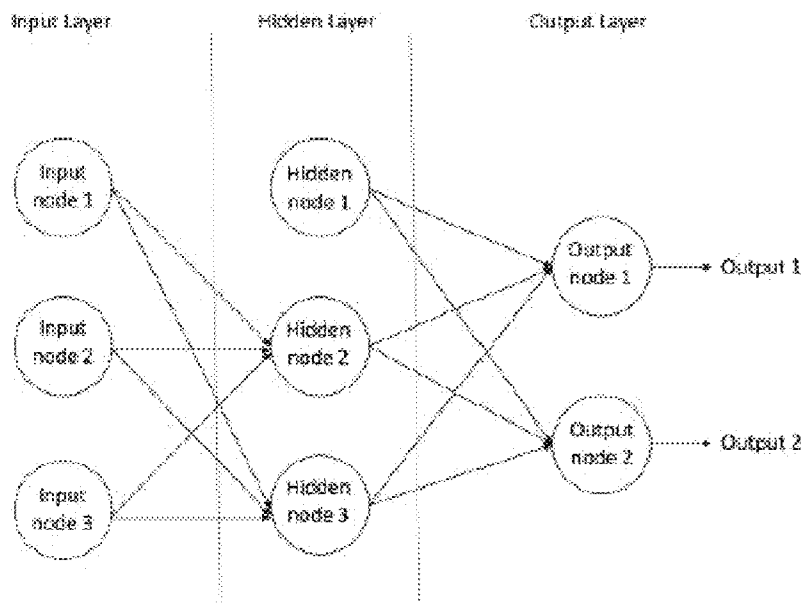 Input Layer
Hidden Layer
Output Layer
Input
node 1
Hidden
node 1
Output
node 1
Output 1
Input
node 2
Hidden
node 2
Output
node 2
Output 2
Input
node 3
Hidden
node 3